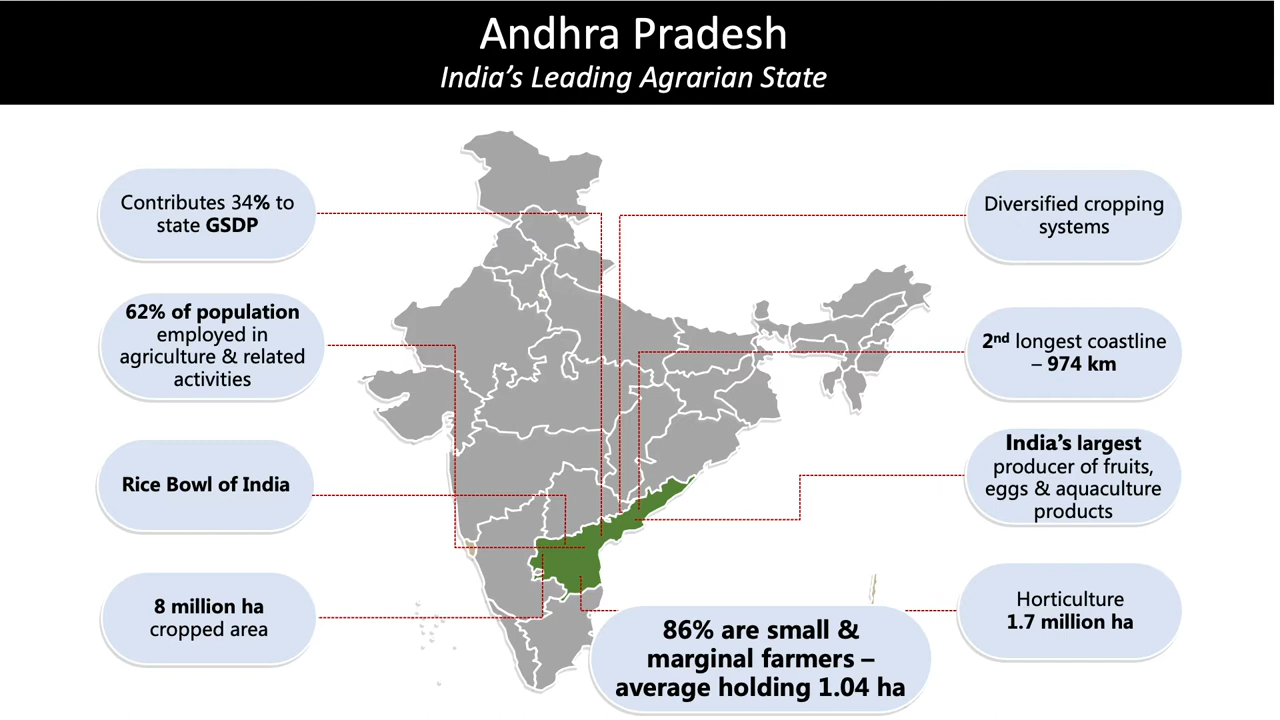 Andhra Pradesh
India's Leading Agrarian State
Contributes 34% to
state GSDP
62% of population
employed in
agriculture & related
activities
Rice Bowl of India
8 million ha
cropped area
Diversified cropping
systems
2nd longest coastline
– 974 km
India's largest
producer of fruits,
eggs & aquaculture
products
Horticulture
1.7 million ha
86% are small &
marginal farmers –
average holding 1.04 ha